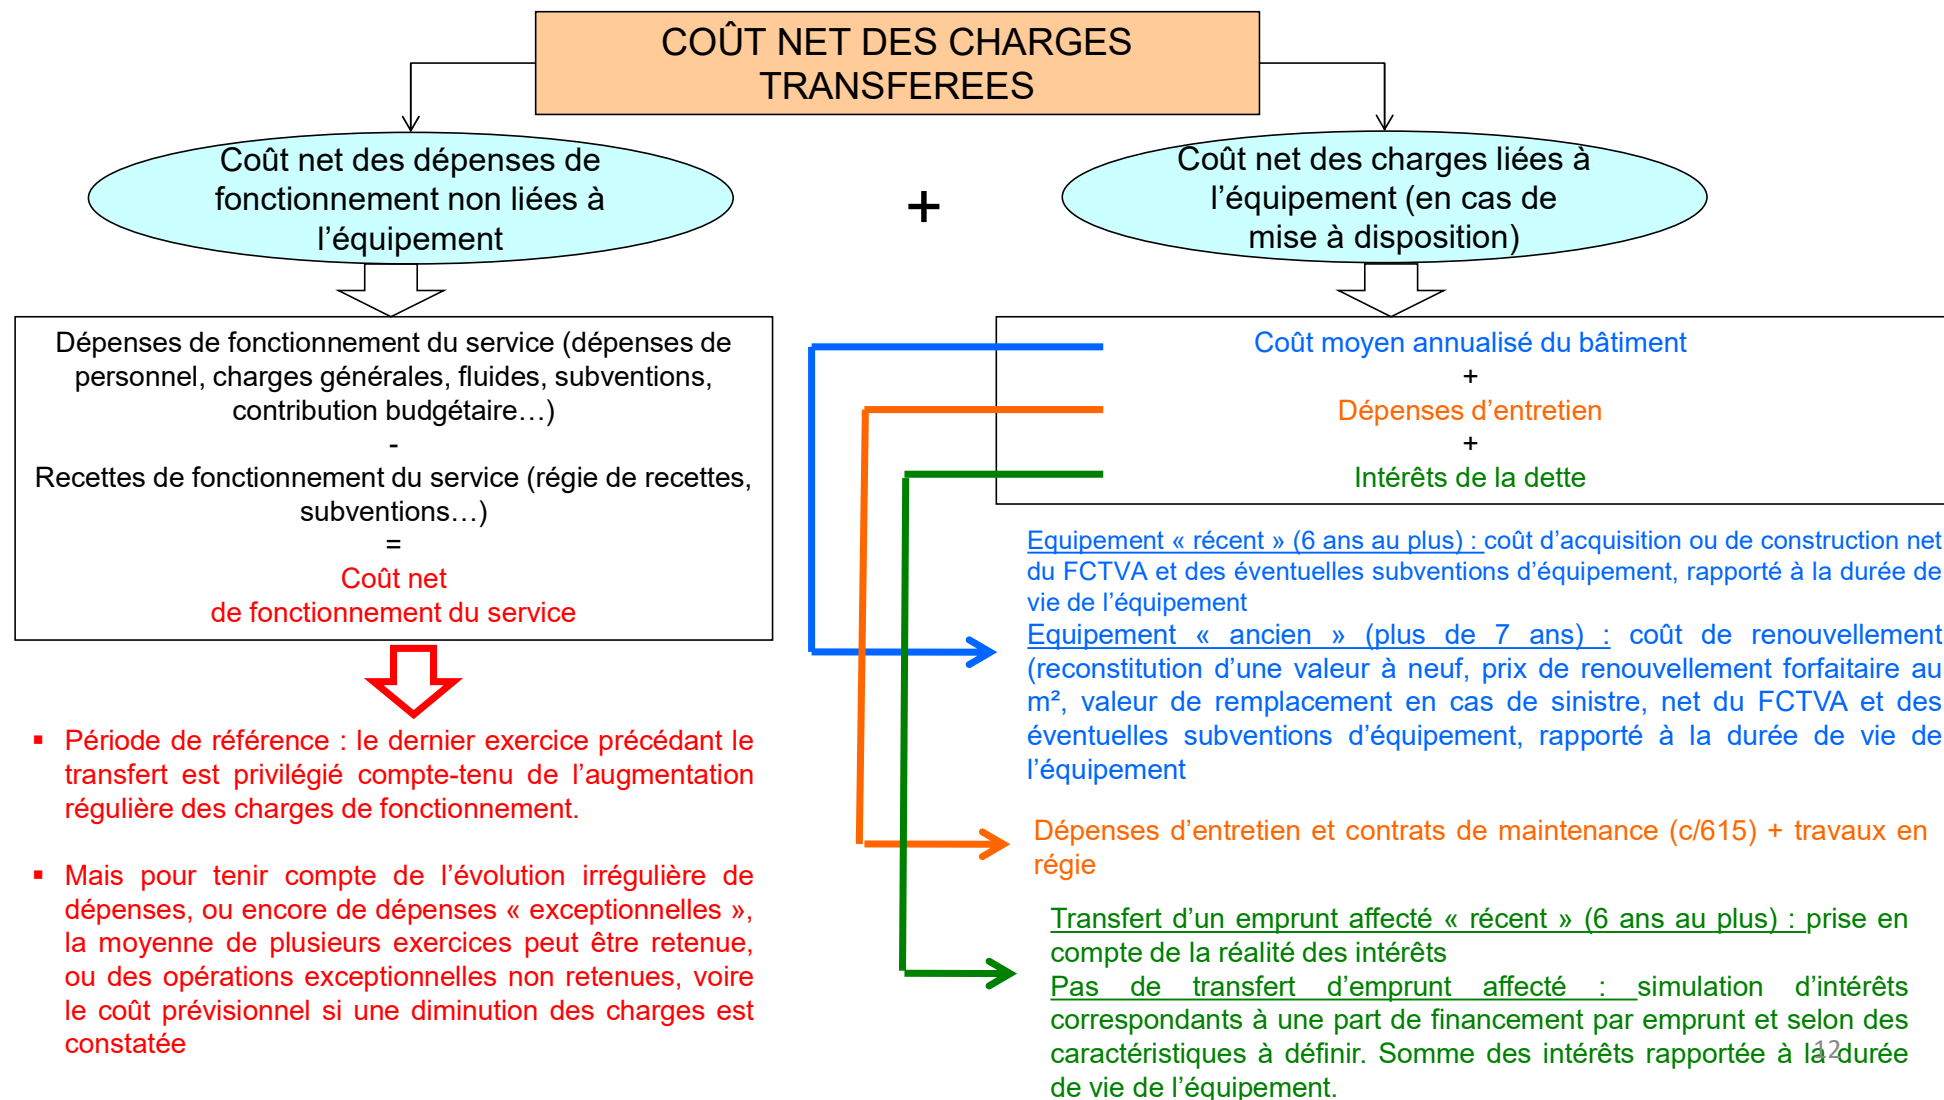 COÛT NET DES CHARGES
TRANSFEREES
Coût net des dépenses de
fonctionnement non liées à
l’équipement
+
Coût net des charges liées à
l’équipement (en cas de
mise à disposition)
Dépenses de fonctionnement du service (dépenses de
personnel, charges générales, fluides, subventions,
contribution budgétaire…)
-
Recettes de fonctionnement du service (régie de recettes,
subventions…)
=
Coût net
de fonctionnement du service
▪ Période de référence : le dernier exercice précédant le
transfert est privilégié compte-tenu de l’augmentation
régulière des charges de fonctionnement.
▪ Mais pour tenir compte de l’évolution irrégulière de
dépenses, ou encore de dépenses « exceptionnelles »,
la moyenne de plusieurs exercices peut être retenue,
ou des opérations exceptionnelles non retenues, voire
le coût prévisionnel si une diminution des charges est
constatée
Coût moyen annualisé du bâtiment
+
Dépenses d’entretien
+
Intérêts de la dette
Equipement « récent » (6 ans au plus) : coût d’acquisition ou de construction net
du FCTVA et des éventuelles subventions d’équipement, rapporté à la durée de
vie de l’équipement
Equipement « ancien » (plus de 7 ans) : coût de renouvellement
(reconstitution d’une valeur à neuf, prix de renouvellement forfaitaire au
m², valeur de remplacement en cas de sinistre, net du FCTVA et des
éventuelles subventions d’équipement, rapporté à la durée de vie de
l’équipement
Dépenses d’entretien et contrats de maintenance (c/615) + travaux en
régie
Transfert d’un emprunt affecté « récent » (6 ans au plus) : prise en
compte de la réalité des intérêts
Pas de transfert d’emprunt affecté : simulation d’intérêts
correspondants à une part de financement par emprunt et selon des
caractéristiques à définir. Somme des intérêts rapportée à la durée
de vie de l’équipement.
12